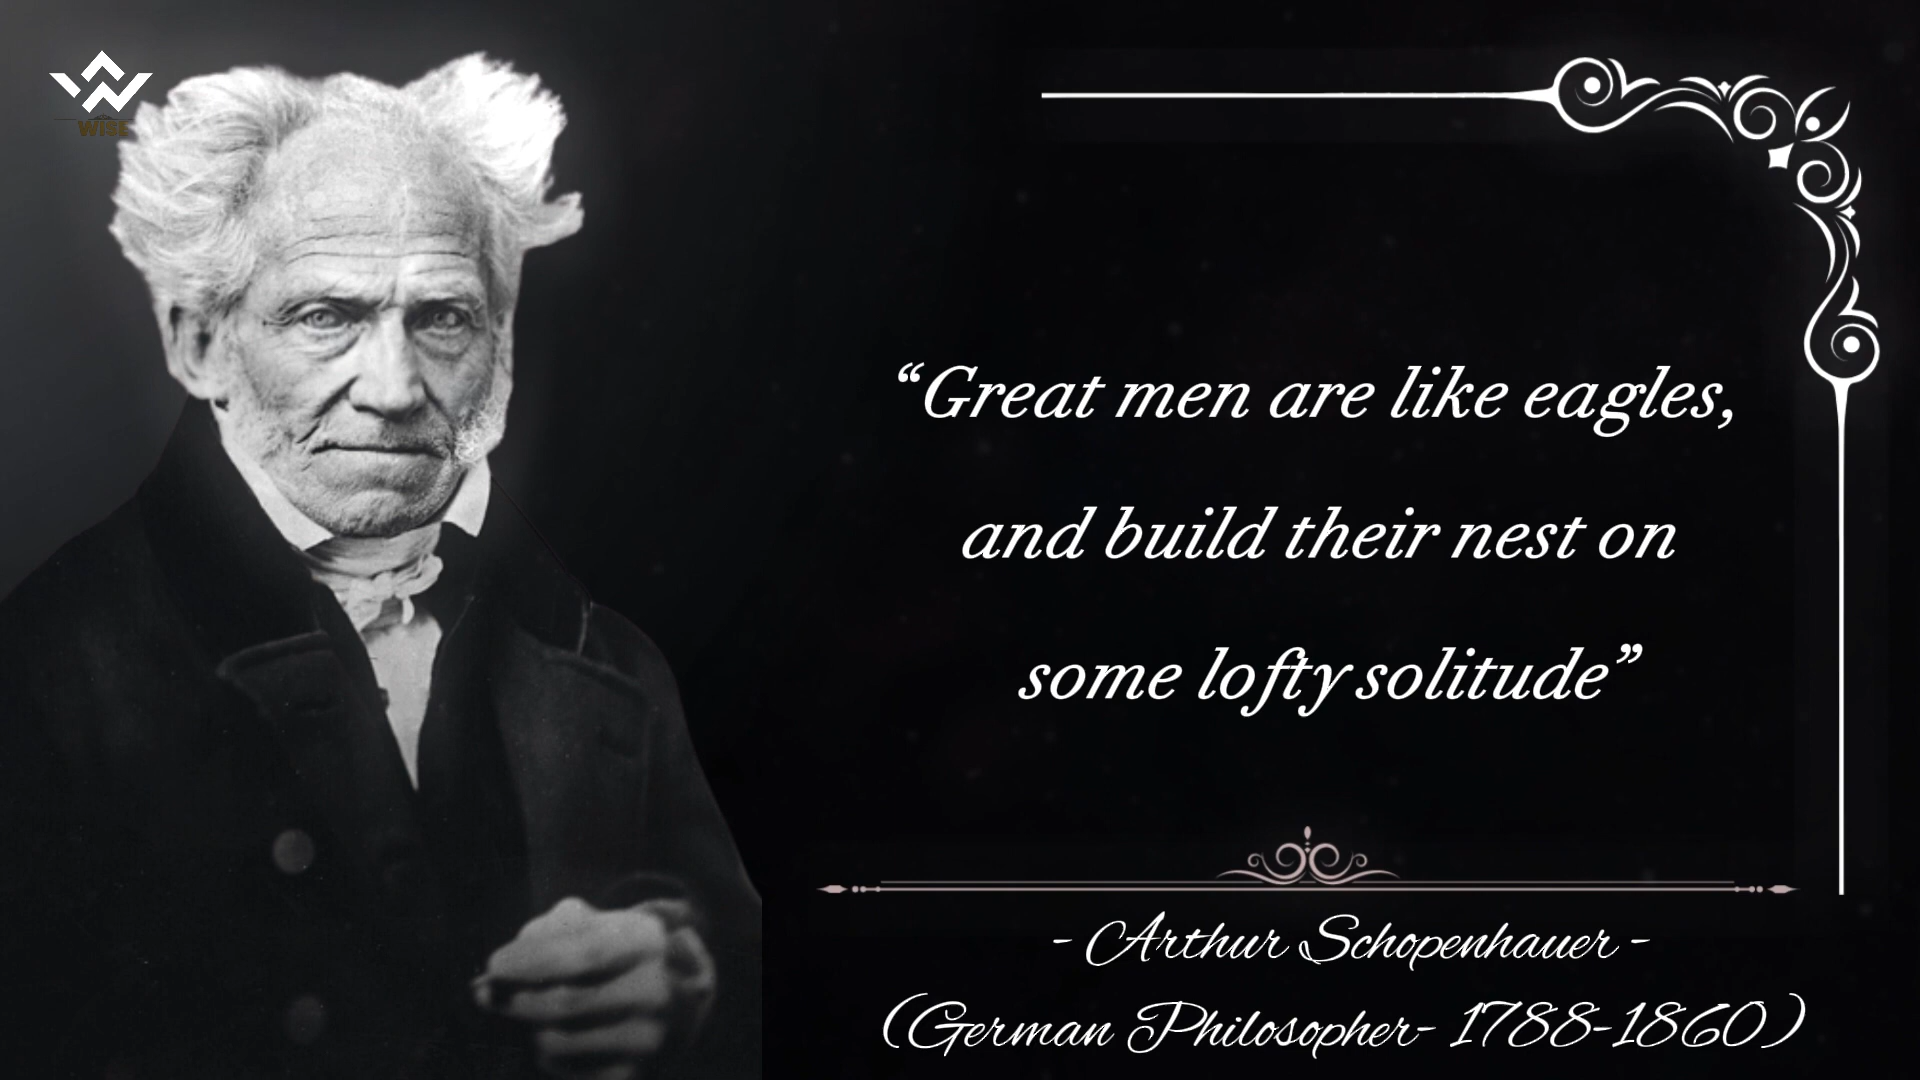 WISE
“Great men are like eagles,
and build their nest on
some lofty solitude”
- Arthur Schopenhauer -
(German Philosopher- 1788-1860)